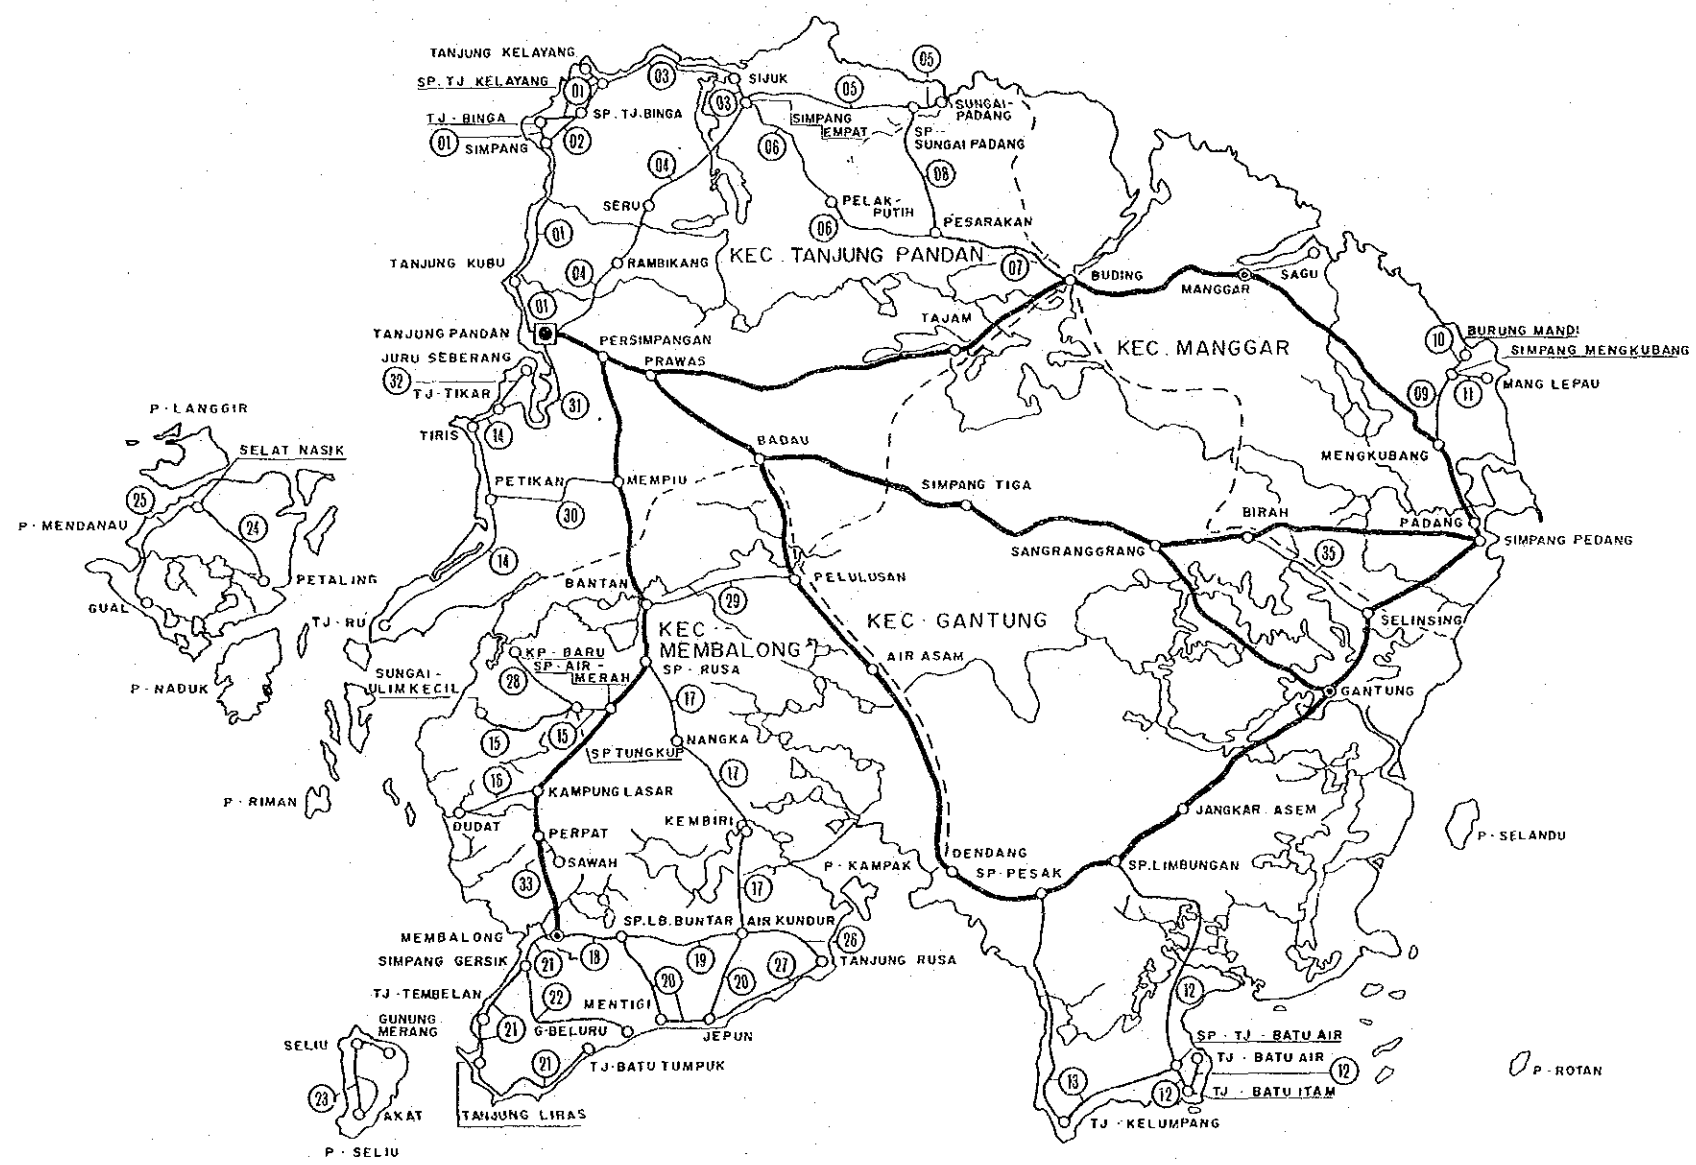 TANJUNG KELAYANG
SP. TJ. KELAYANG
TJ - BINGA
01
SIMPANG
01
02
SP. TJ. BINGA
03
SIJUK
03
05
05
SUNGAI-
PADANG
SIMPANG
EMPAT
SP-
SUNGAI PADANG
06
04
08
SERU
PELAK-
PUTIH
06
PESARAKAN
01
04
RAMBIKANG
KEC. TANJUNG PANDAN
07
TANJUNG KUBU
01
BUDING
MANGGAR
SAGU
TANJUNG PANDAN
PERSIMPANGAN
PRAWAS
TAJAM
KEC. MANGGAR
10
BURUNG MANDI
SIMPANG MENGKUBANG
JURU SEBERANG
32
TJ-TIKAR
31
09
11
MANG LEPAU
P - LANGGIR
TIRIS
14
SELAT NASIK
BADAU
MENGKUBANG
25
PETIKAN
MEMPIU
30
SIMPANG TIGA
P - MENDANAU
24
BIRAH
PADANG
SIMPANG PEDANG
SANGRANGGRANG
35
14
PETALING
BANTAN
29
PELULUSAN
GUAL
TJ-RU
KEC
MEMBALONG
KEC. GANTUNG
SELINSING
KP - BARU
SP-AIR-
MERAH
SP - RUSA
AIR ASAM
SUNGAI-
ULIM KECIL
28
P - NADUK
GANTUNG
17
15
15
NANGKA
SP TUNGKUP
16
17
P - RIMAN
KAMPUNG LASAR
JANGKAR. ASEM
DUDAT
KEMBIRI
PERPAT
P - SELANDU
SAWAH
P - KAMPAK
DENDANG
SP-PESAK
SP. LIMBUNGAN
33
17
MEMBALONG
SP. LB. BUNTAR
AIR KUNDUR
SIMPANG GERSIK
21
18
19
26
27
TANJUNG RUSA
TJ-TEMBELAN
22
MENTIGI
20
20
12
GUNUNG
MERANG
21
G-BELURU
JEPUN
SP - TJ - BATU AIR
SELIU
TJ - BATU AIR
21
TJ-BATU TUMPUK
13
12
12
P - ROTAN
TJ - BATU ITAM
23
AKAT
TANJUNG LIRAS
TJ - KELUMPANG
P - SELIU